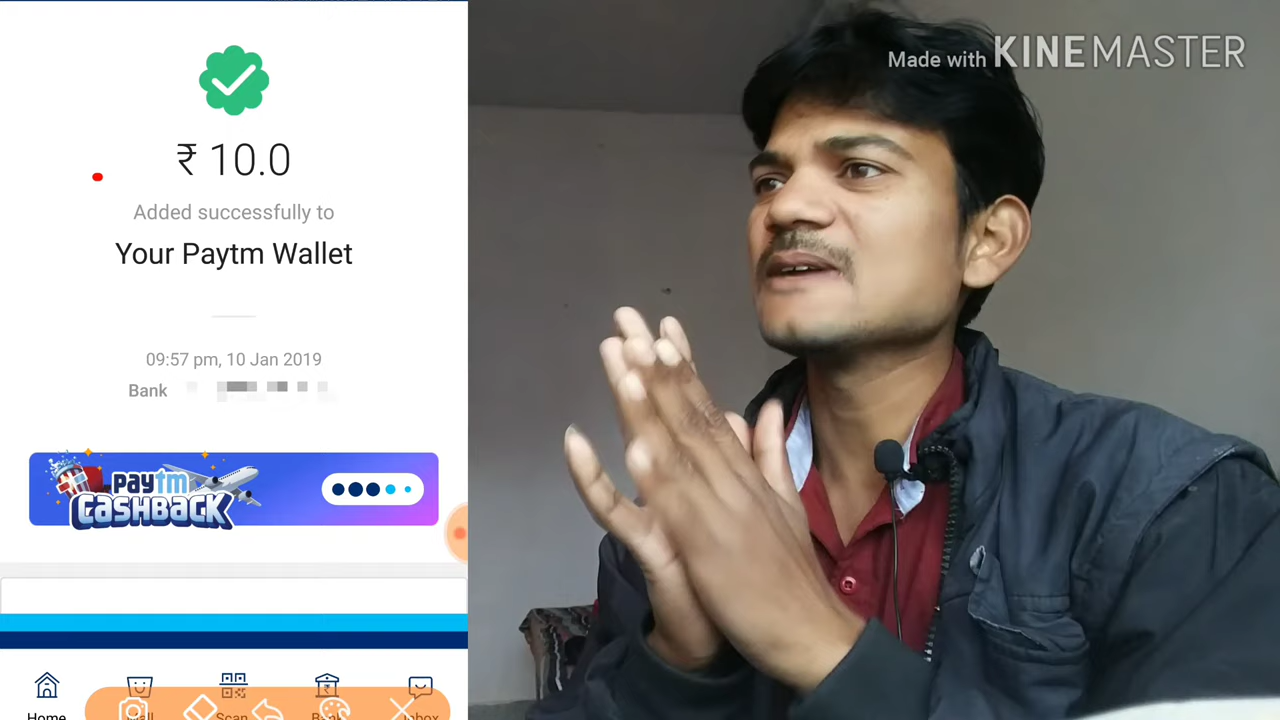 ₹ 10.0
Added successfully to
Your Paytm Wallet
09:57 pm, 10 Jan 2019
Bank
paytm
CASHBACK
Home
Scan
Made with KINEMASTER